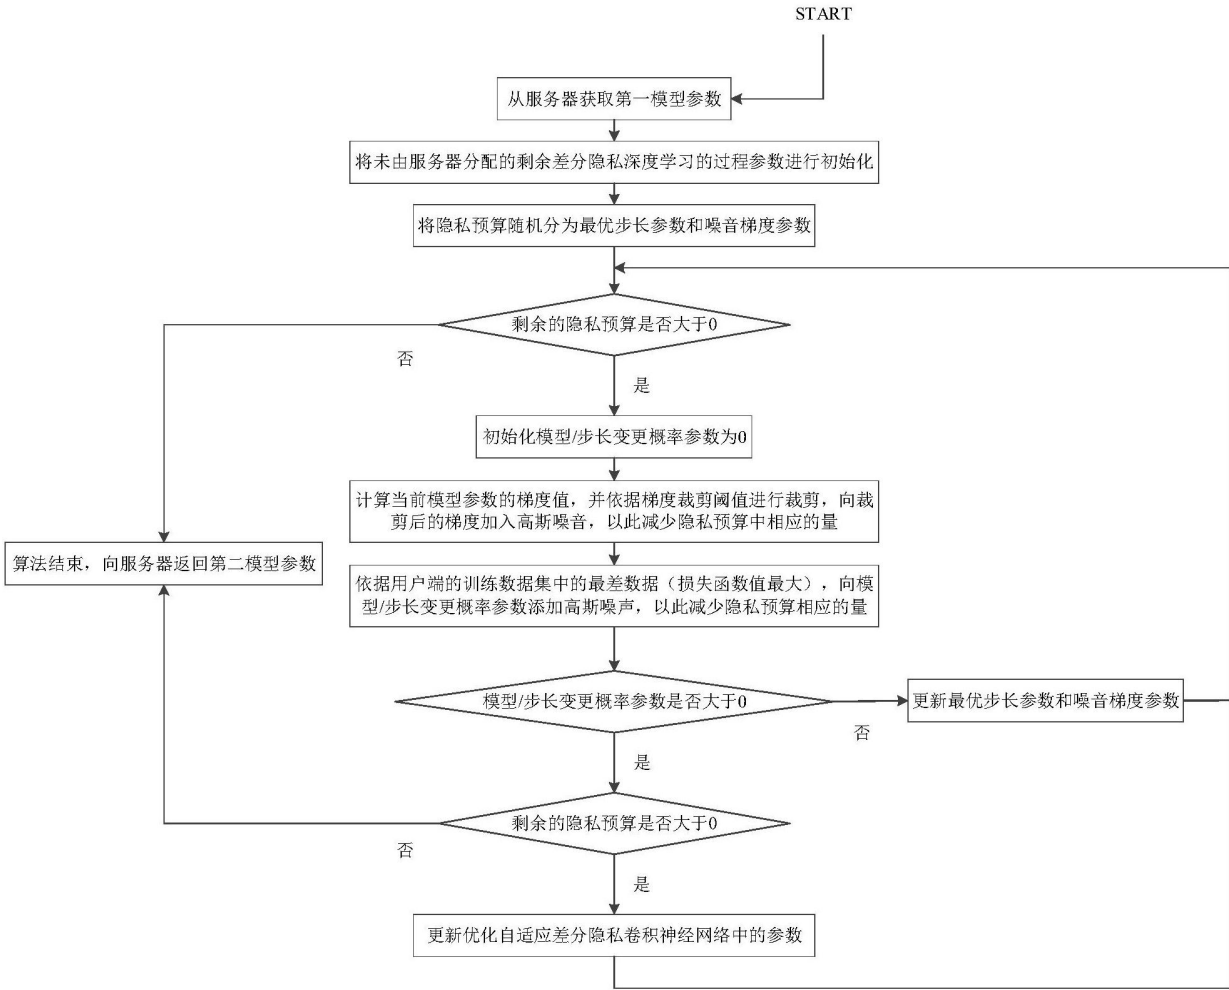 START
从服务器获取第一模型参数
将未由服务器分配的剩余差分隐私深度学习的过程参数进行初始化
将隐私预算随机分为最优步长参数和噪音梯度参数
剩余的隐私预算是否大于0
否
是
初始化模型/步长变更概率参数为0
计算当前模型参数的梯度值，并依据梯度裁剪阈值进行裁剪，向裁
剪后的梯度加入高斯噪音，以此减少隐私预算中相应的量
算法结束，向服务器返回第二模型参数
依据用户端的训练数据集中的最差数据（损失函数值最大），向模
型/步长变更概率参数添加高斯噪声，以此减少隐私预算相应的量
模型/步长变更概率参数是否大于0
更新最优步长参数和噪音梯度参数
否
是
剩余的隐私预算是否大于0
否
是
更新优化自适应差分隐私卷积神经网络中的参数